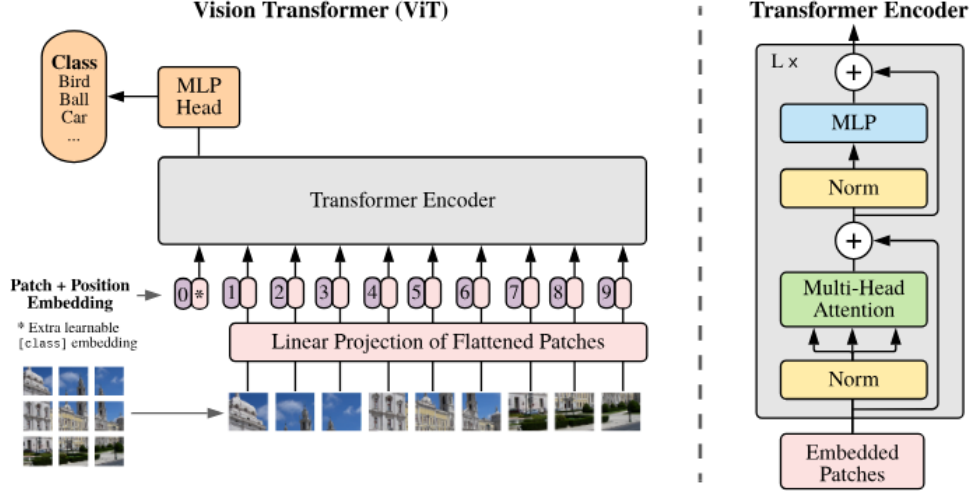 Vision Transformer (ViT)
Class
Bird
Ball
Car
...
MLP
Head
Transformer Encoder
Patch + Position
Embedding
0 * 1 2 3 4 5 6 7 8 9
* Extra learnable
[class] embedding
Linear Projection of Flattened Patches
Transformer Encoder
L x
+
MLP
Norm
+
Multi-Head
Attention
Norm
Embedded
Patches